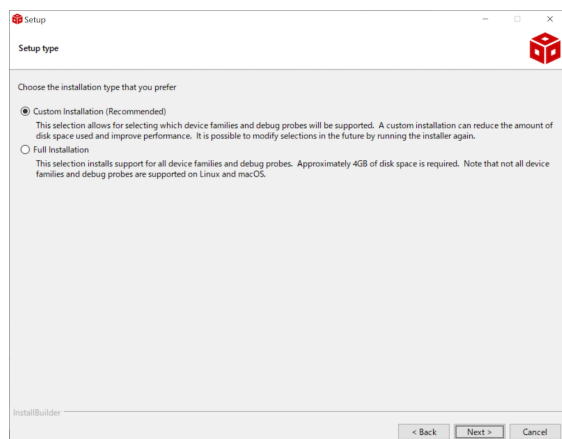 Setup
Setup type
Choose the installation type that you prefer
Custom Installation (Recommended)
This selection allows for selecting which device families and debug probes will be supported. A custom installation can reduce the amount of
disk space used and improve performance. It is possible to modify selections in the future by running the installer again.
Full Installation
This selection installs support for all device families and debug probes. Approximately 4GB of disk space is required. Note that not all device
families and debug probes are supported on Linux and macOS.
InstallBuilder
< Back Next > Cancel